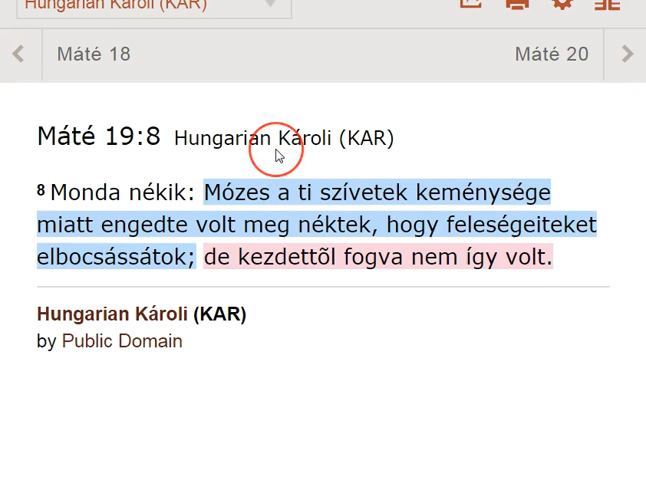 Hungarian Károli (KAR)
Máté 18 Máté 20
Máté 19:8 Hungarian Károli (KAR)
8 Monda nékik: Mózes a ti szívetek keménysége
miatt engedte volt meg néktek, hogy feleségeiteket
elbocsássátok; de kezdettõl fogva nem így volt.
Hungarian Károli (KAR)
by Public Domain